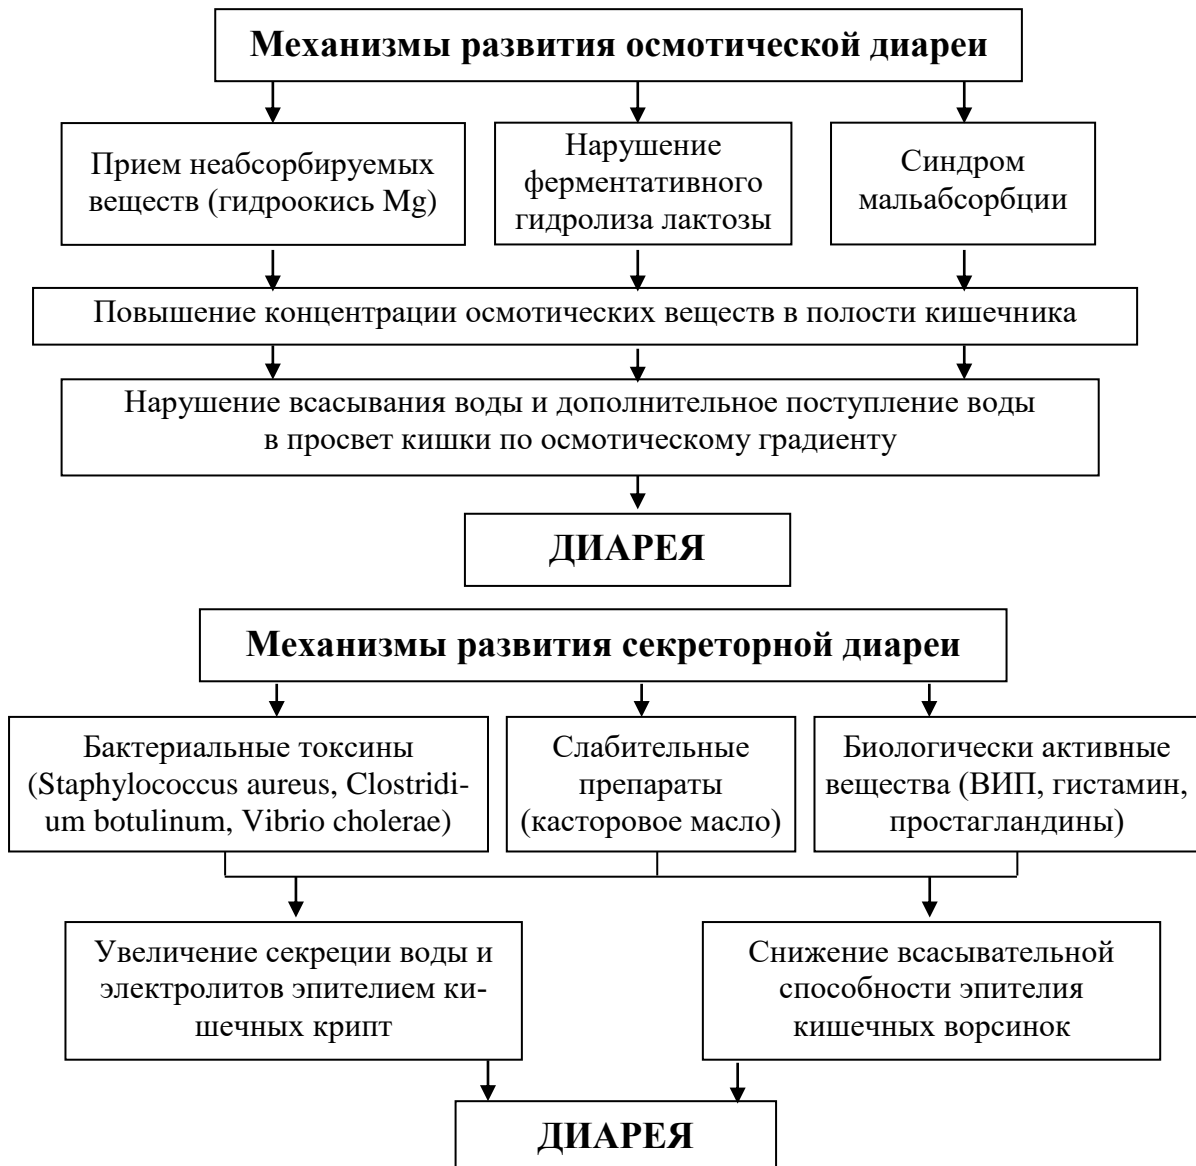 Механизмы развития осмотической диареи
Прием неабсорбируемых
веществ (гидроокись Mg)
Нарушение
ферментативного
гидролиза лактозы
Синдром
мальабсорбции
Повышение концентрации осмотических веществ в полости кишечника
Нарушение всасывания воды и дополнительное поступление воды
в просвет кишки по осмотическому градиенту
ДИАРЕЯ
Механизмы развития секреторной диареи
Бактериальные токсины
(Staphylococcus aureus, Clostridi-
um botulinum, Vibrio cholerae)
Слабительные
препараты
(касторовое масло)
Биологически активные
вещества (ВИП, гистамин,
простагландины)
Увеличение секреции воды и
электролитов эпителием ки-
шечных крипт
Снижение всасывательной
способности эпителия
кишечных ворсинок
ДИАРЕЯ